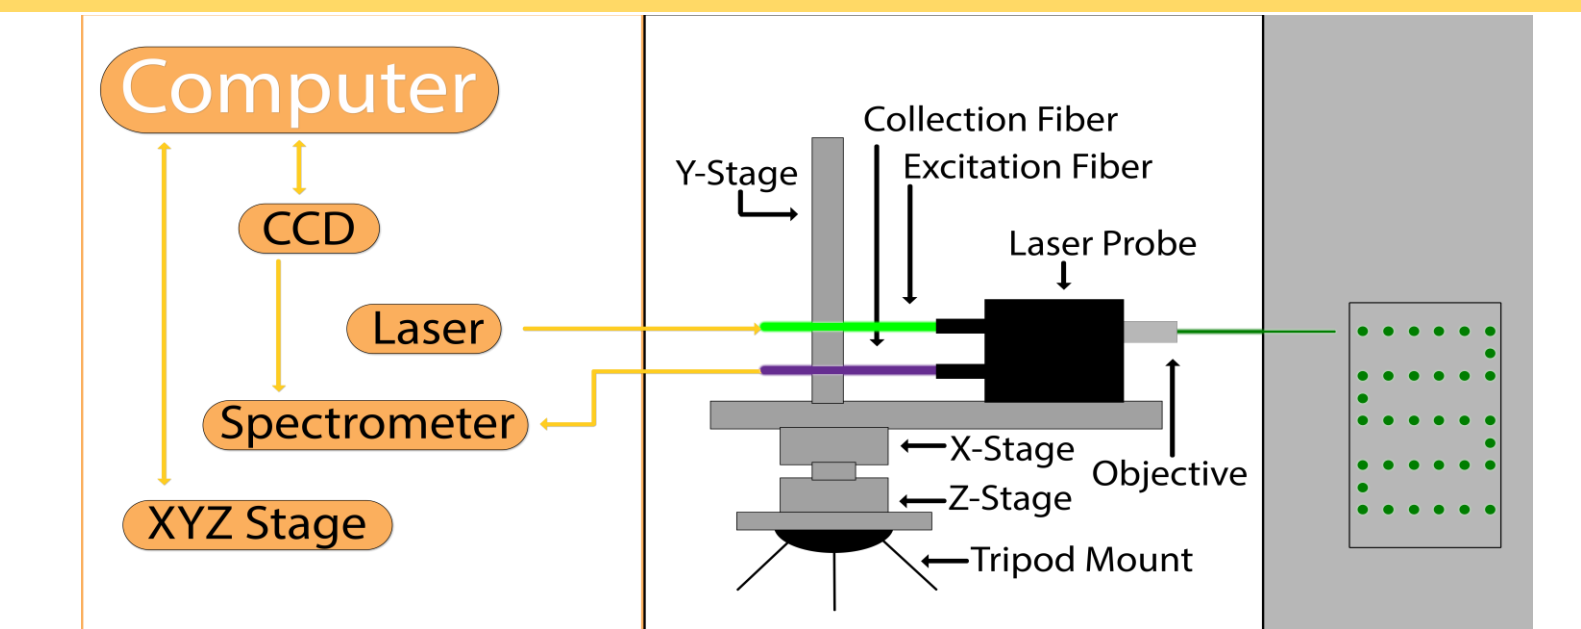 Computer
CCD
Laser
Spectrometer
XYZ Stage
Collection Fiber
Excitation Fiber
Y-Stage
Laser Probe
X-Stage
Objective
Z-Stage
Tripod Mount